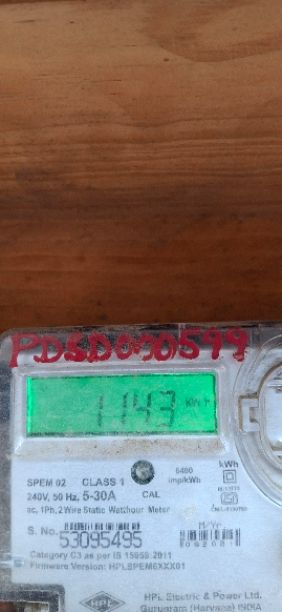 PDSD000599
1143 KWH
SPEM 02 CLASS 1 6400 imp/kWh kWh
240V, 50 Hz, 5-30A CAL
ac, 1Ph, 2 Wire Static Watthour Meter
S. No. 53095495 M/Yr
Category C3 as per IS 15959:2011
Firmware Version: HPLSPEM6XXX01
HPL Electric & Power Ltd.
Gurugram (Haryana) INDIA